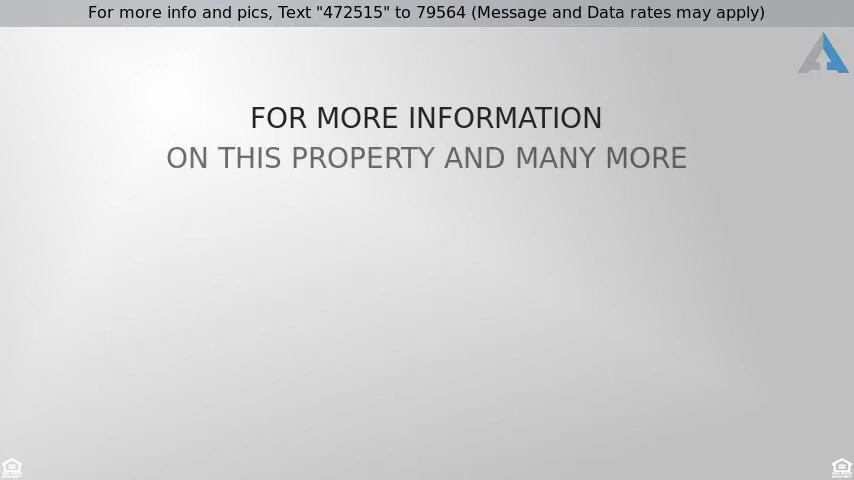 For more info and pics, Text "472515" to 79564 (Message and Data rates may apply)
FOR MORE INFORMATION
ON THIS PROPERTY AND MANY MORE